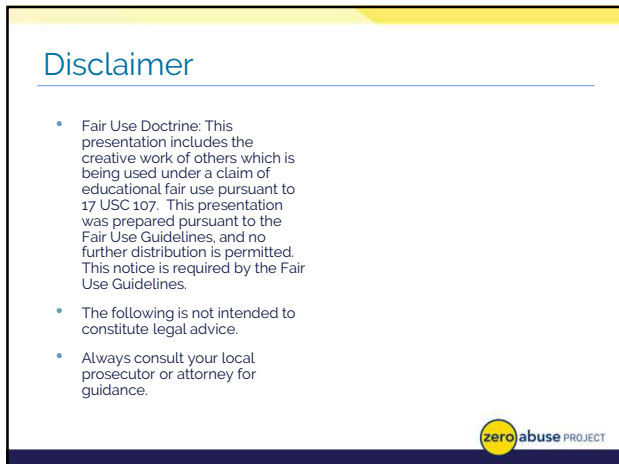 Disclaimer
• Fair Use Doctrine: This
presentation includes the
creative work of others which is
being used under a claim of
educational fair use pursuant to
17 USC 107.  This presentation
was prepared pursuant to the
Fair Use Guidelines, and no
further distribution is permitted.
This notice is required by the Fair
Use Guidelines.
• The following is not intended to
constitute legal advice.
• Always consult your local
prosecutor or attorney for
guidance.
zero abuse PROJECT